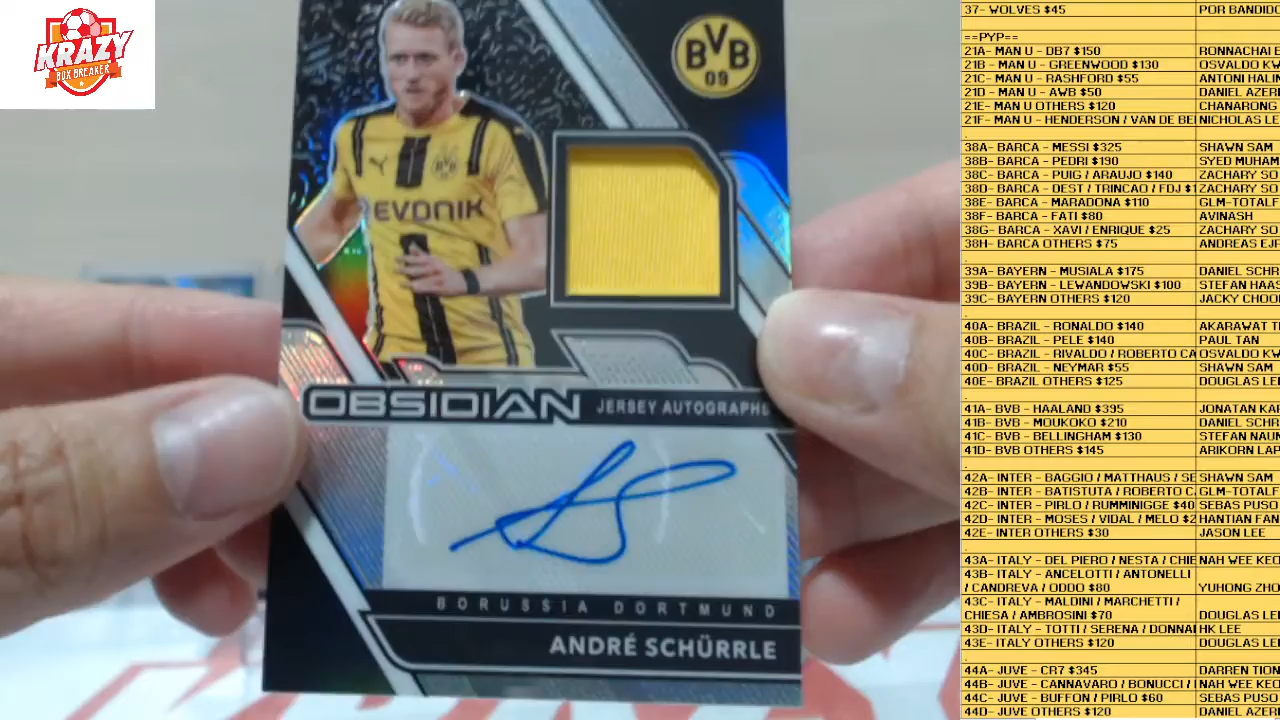 KRAZY
BOX BREAKER
BVB
09
EVONIK
OBSIDIAN JERSEY AUTOGRAPHS
BORUSSIA DORTMUND
ANDRÉ SCHÜRRLE
37- WOLVES $45 POR BANDIDO
==PYP==
21A- MAN U - DB7 $150 RONNACHAI
21B - MAN U - GREENWOOD $130 OSVALDO KW
21C- MAN U - RASHFORD $55 ANTONI HALIN
21D - MAN U - AWB $50 DANIEL AZER
21E- MAN U OTHERS $120 CHANARONG
21F- MAN U - HENDERSON / VAN DE BE NICHOLAS LE
.
38A- BARCA - MESSI $325 SHAWN SAM
38B- BARCA - PEDRI $190 SYED MUHAM
38C- BARCA - PUIG / ARAUJO $140 ZACHARY SO
38D- BARCA - DEST / TRINCAO / FDJ $1 ZACHARY SO
38E- BARCA - MARADONA $110 GLM-TOTALF
38F- BARCA - FATI $80 AVINASH
38G- BARCA - XAVI / ENRIQUE $25 ZACHARY SO
38H- BARCA OTHERS $75 ANDREAS EJF
.
39A- BAYERN - MUSIALA $175 DANIEL SCHR
39B- BAYERN - LEWANDOWSKI $100 STEFAN HAAS
39C- BAYERN OTHERS $120 JACKY CHOO
.
40A- BRAZIL - RONALDO $140 AKARAWAT T
40B- BRAZIL - PELE $140 PAUL TAN
40C- BRAZIL - RIVALDO / ROBERTO CA OSVALDO KW
40D- BRAZIL - NEYMAR $55 SHAWN SAM
40E- BRAZIL OTHERS $125 DOUGLAS LE
.
41A- BVB - HAALAND $395 JONATAN KA
41B- BVB - MOUKOKO $210 DANIEL SCHR
41C- BVB - BELLINGHAM $130 STEFAN NAUN
41D- BVB OTHERS $145 ARIKORN LAP
.
42A- INTER - BAGGIO / MATTHAUS / SE SHAWN SAM
42B- INTER - BATISTUTA / ROBERTO C GLM-TOTALF
42C- INTER - PIRLO / RUMMINIGGE $40 SEBAS PUSO
42D- INTER - MOSES / VIDAL / MELO $2 HANTIAN FAN
42E- INTER OTHERS $30 JASON LEE
.
43A- ITALY - DEL PIERO / NESTA / CHIE NAH WEE KEO
43B- ITALY - ANCELOTTI / ANTONELLI
/ CANDREVA / ODDO $80 YUHONG ZHO
43C- ITALY - MALDINI / MARCHETTI /
CHIESA / AMBROSINI $70 DOUGLAS LE
43D- ITALY - TOTTI / SERENA / DONNA HK LEE
43E- ITALY OTHERS $120 DOUGLAS LE
.
44A- JUVE - CR7 $345 DARREN TION
44B- JUVE - CANNAVARO / BONUCCI / NAH WEE KEO
44C- JUVE - BUFFON / PIRLO $60 SEBAS PUSO
44D- JUVE OTHERS $120 DANIEL AZER